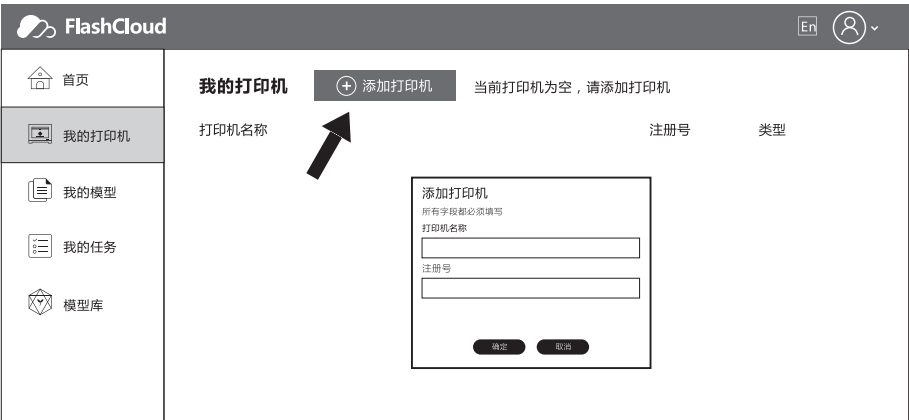 FlashCloud
En
首页
我的打印机
我的模型
我的任务
模型库
我的打印机
添加打印机
当前打印机为空，请添加打印机
打印机名称
注册号
类型
添加打印机
所有字段都必须填写
打印机名称
注册号
确定
取消